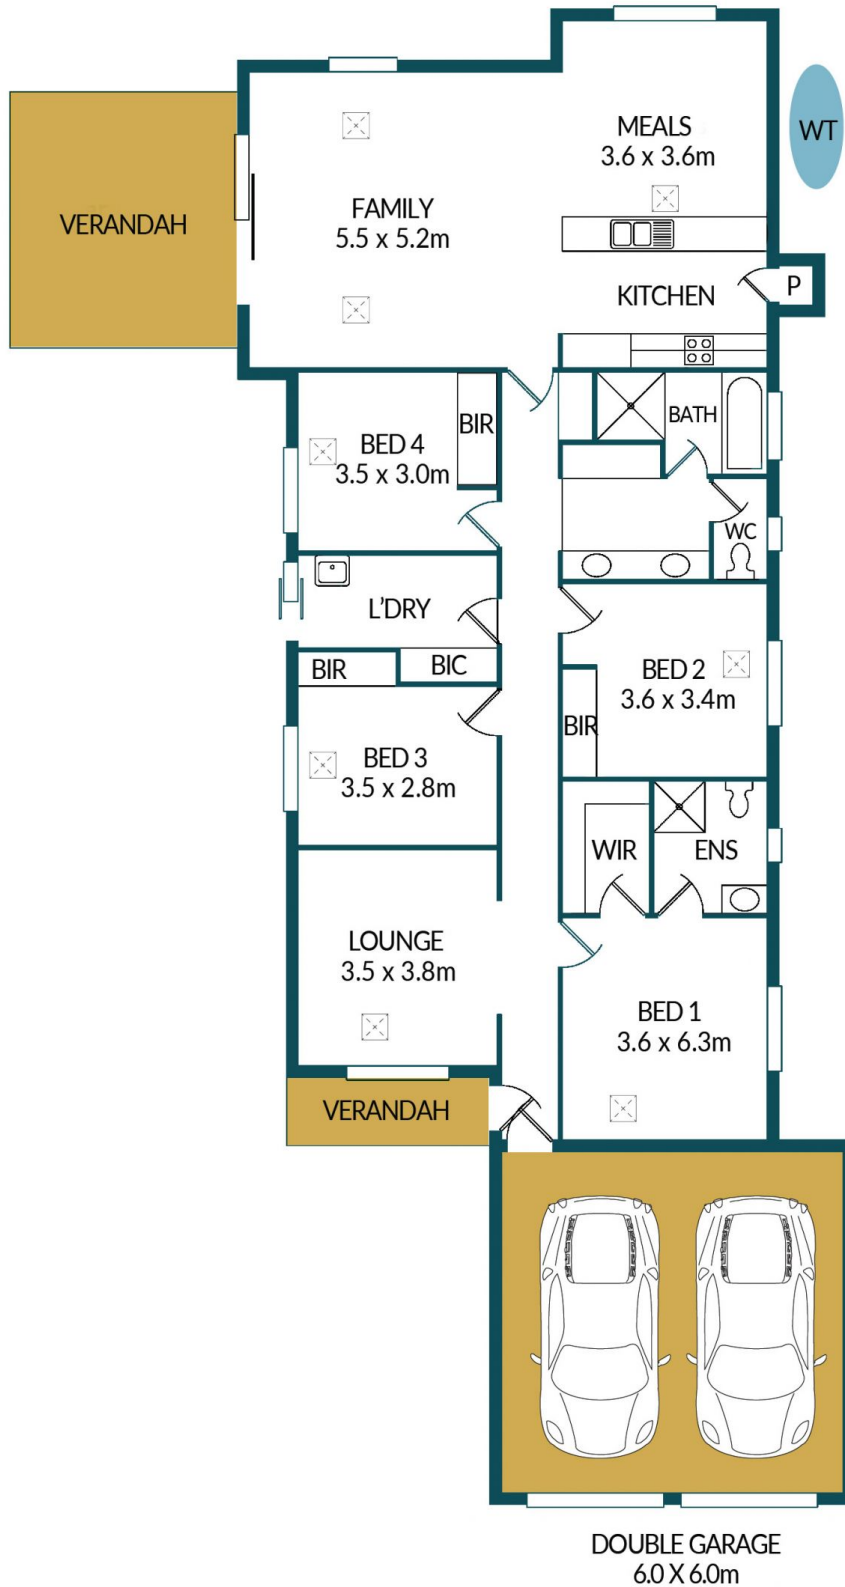 MEALS
3.6 x 3.6m
WT
VERANDAH
FAMILY
5.5 x 5.2m
KITCHEN
P
BIR
BATH
BED 4
3.5 x 3.0m
WC
L'DRY
BIR
BIC
BED 2
3.6 x 3.4m
BIR
BED 3
3.5 x 2.8m
WIR
ENS
LOUNGE
3.5 x 3.8m
BED 1
3.6 x 6.3m
VERANDAH
DOUBLE GARAGE
6.0 X 6.0m